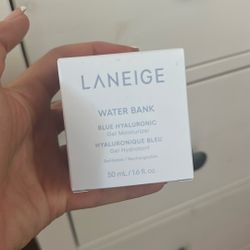 LANEIGE
WATER BANK
BLUE HYALURONIC
Gel Moisturizer
HYALURONIQUE BLEU
Gel Hydratant
50 mL / 1.6 fl. oz.